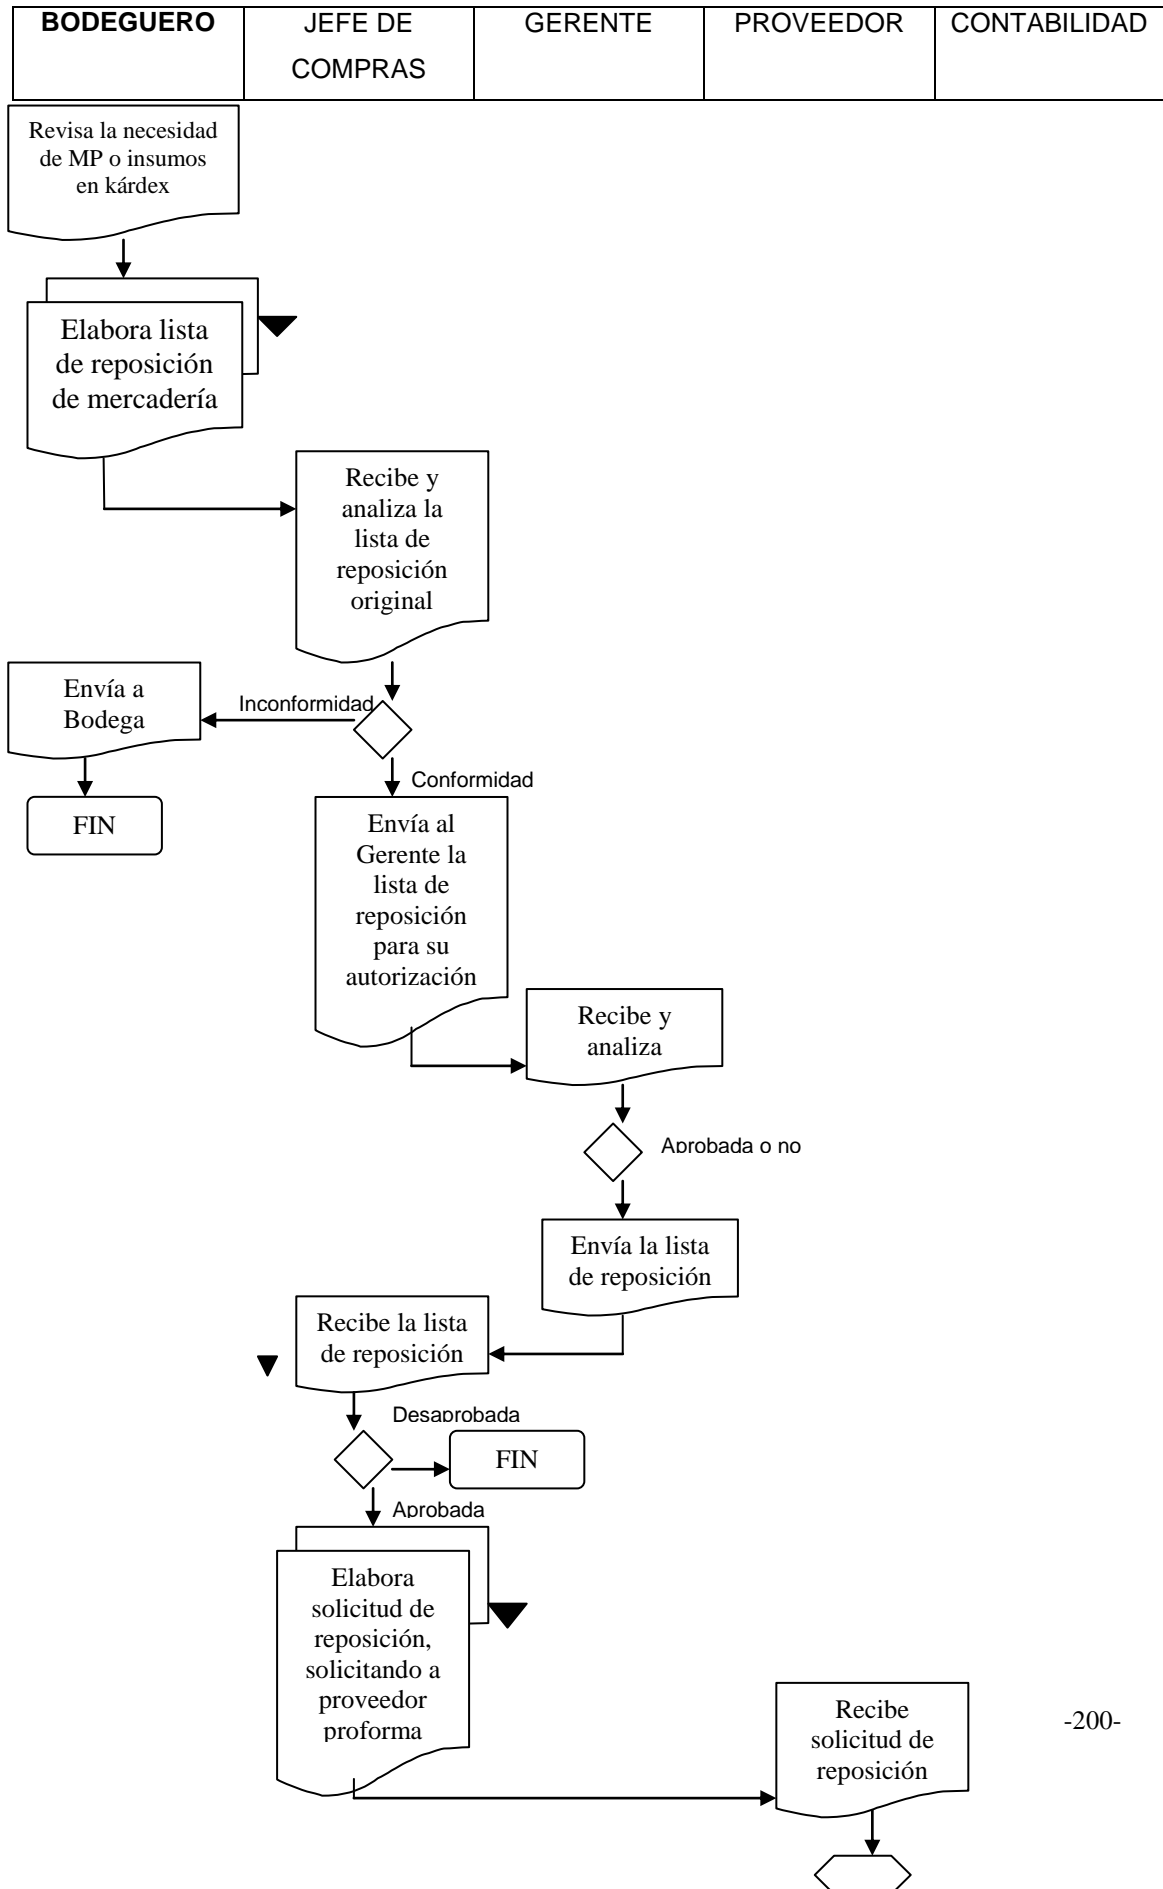 BODEGUERO
JEFE DE
COMPRAS
GERENTE
PROVEEDOR
CONTABILIDAD
Revisa la necesidad
de MP o insumos
en kárdex
Elabora lista
de reposición
de mercadería
Recibe y
analiza la
lista de
reposición
original
Inconformidad
Envía a
Bodega
FIN
Conformidad
Envía al
Gerente la
lista de
reposición
para su
autorización
Recibe y
analiza
Aprobada o no
Envía la lista
de reposición
Recibe la lista
de reposición
Desaprobada
FIN
Aprobada
Elabora
solicitud de
reposición,
solicitando a
proveedor
proforma
Recibe
solicitud de
reposición
-200-